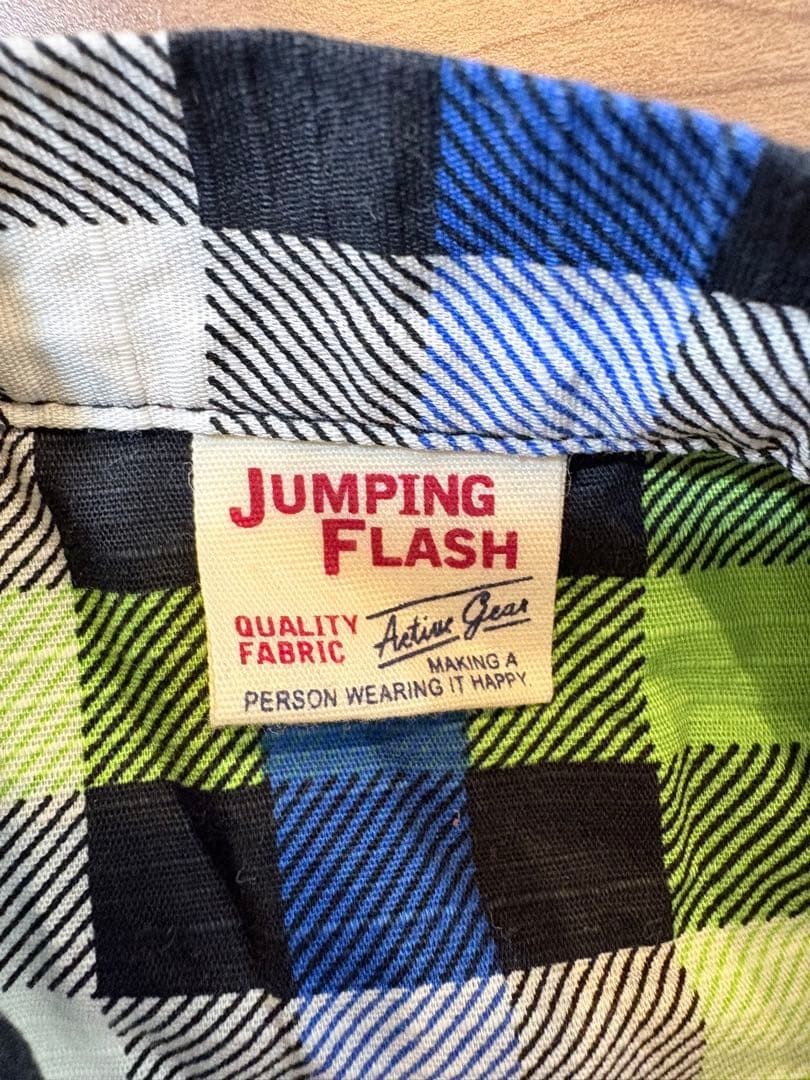 JUMPING
FLASH
QUALITY
FABRIC
Active Gear
MAKING A
PERSON WEARING IT HAPPY